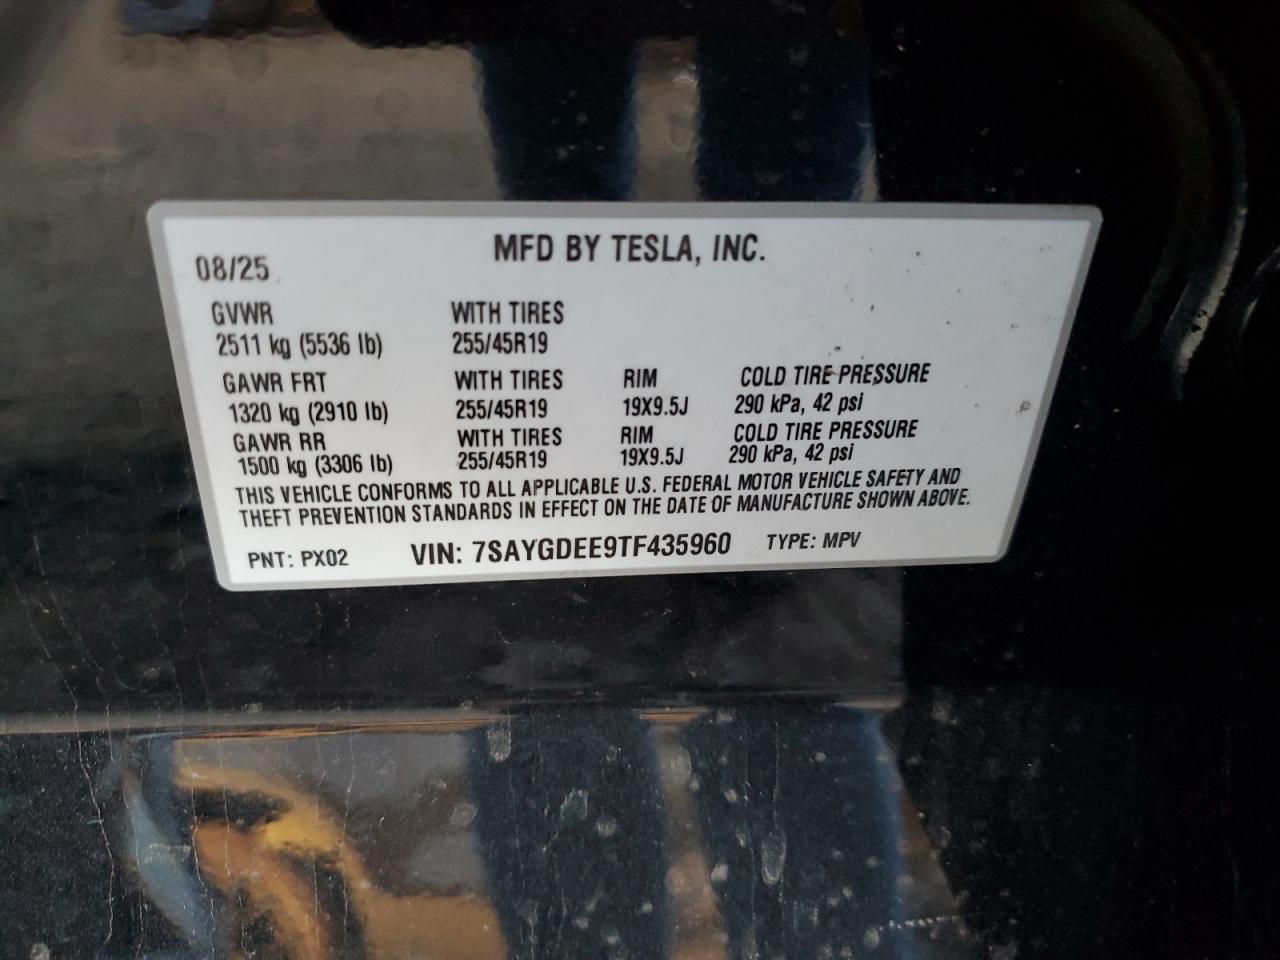 MFD BY TESLA, INC.
08/25
GVWR WITH TIRES
2511 kg (5536 lb) 255/45R19
GAWR FRT WITH TIRES RIM COLD TIRE PRESSURE
1320 kg (2910 lb) 255/45R19 19X9.5J 290 kPa, 42 psi
GAWR RR WITH TIRES RIM COLD TIRE PRESSURE
1500 kg (3306 lb) 255/45R19 19X9.5J 290 kPa, 42 psi
THIS VEHICLE CONFORMS TO ALL APPLICABLE U.S. FEDERAL MOTOR VEHICLE SAFETY AND
THEFT PREVENTION STANDARDS IN EFFECT ON THE DATE OF MANUFACTURE SHOWN ABOVE.
PNT: PX02 VIN: 7SAYGDEE9TF435960 TYPE: MPV